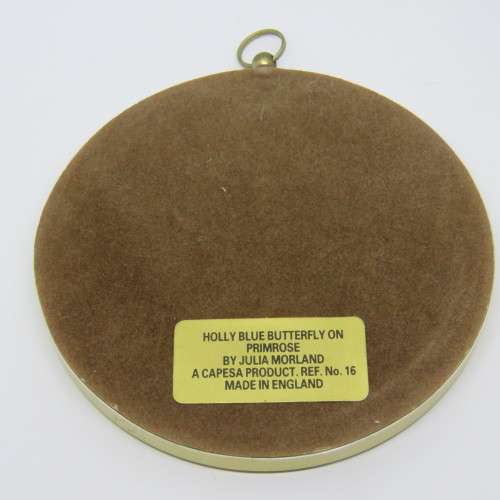 HOLLY BLUE BUTTERFLY ON
PRIMROSE
BY JULIA MORLAND
A CAPESA PRODUCT. REF. No. 16
MADE IN ENGLAND